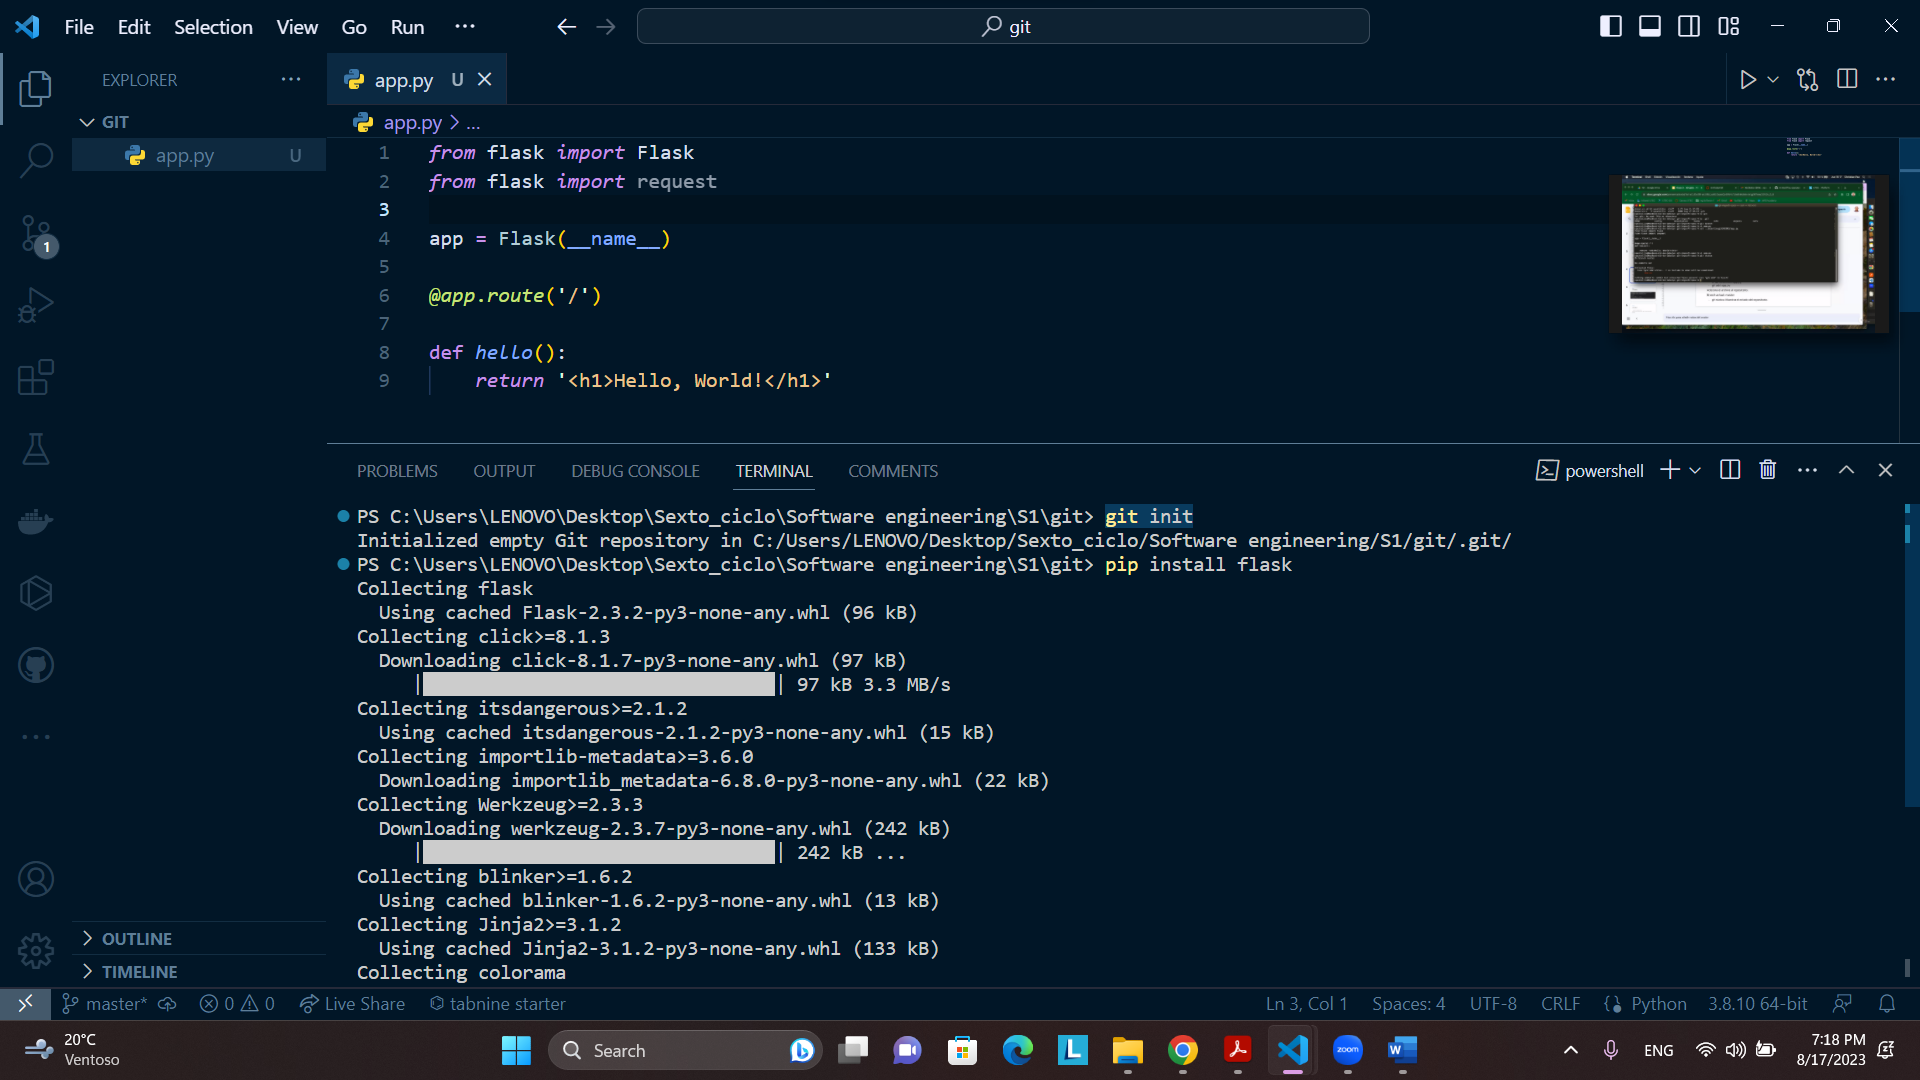 File Edit Selection View Go Run ...
git
EXPLORER ...
GIT
app.py U
app.py U
app.py > ...
1 from flask import Flask
2 from flask import request
3
4 app = Flask(__name__)
5
6 @app.route('/')
7
8 def hello():
9 return '<h1>Hello, World!</h1>'
1
PROBLEMS OUTPUT DEBUG CONSOLE TERMINAL COMMENTS
powershell
PS C:\Users\LENOVO\Desktop\Sexto_ciclo\Software engineering\S1\git> git init
Initialized empty Git repository in C:/Users/LENOVO/Desktop/Sexto_ciclo/Software engineering/S1/git/.git/
PS C:\Users\LENOVO\Desktop\Sexto_ciclo\Software engineering\S1\git> pip install flask
Collecting flask
Using cached Flask-2.3.2-py3-none-any.whl (96 kB)
Collecting click>=8.1.3
Downloading click-8.1.7-py3-none-any.whl (97 kB)
| | 97 kB 3.3 MB/s
Collecting itsdangerous>=2.1.2
Using cached itsdangerous-2.1.2-py3-none-any.whl (15 kB)
Collecting importlib-metadata>=3.6.0
Downloading importlib_metadata-6.8.0-py3-none-any.whl (22 kB)
Collecting Werkzeug>=2.3.3
Downloading werkzeug-2.3.7-py3-none-any.whl (242 kB)
| | 242 kB ...
Collecting blinker>=1.6.2
Using cached blinker-1.6.2-py3-none-any.whl (13 kB)
Collecting Jinja2>=3.1.2
Using cached Jinja2-3.1.2-py3-none-any.whl (133 kB)
Collecting colorama
OUTLINE
TIMELINE
master* 0 0 Live Share tabnine starter Ln 3, Col 1 Spaces: 4 UTF-8 CRLF Python 3.8.10 64-bit
20°C
Ventoso
Search
zoom
ENG
7:18 PM
8/17/2023